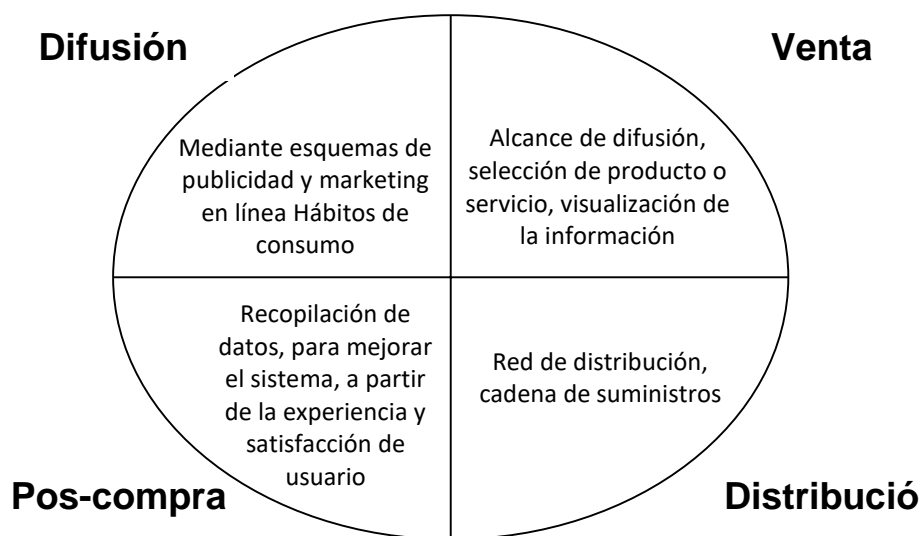 Difusión
Venta
Mediante esquemas de
publicidad y marketing
en línea Hábitos de
consumo
Alcance de difusión,
selección de producto o
servicio, visualización de
la información
Recopilación de
datos, para mejorar
el sistema, a partir
de la experiencia y
satisfacción de
usuario
Red de distribución,
cadena de suministros
Pos-compra
Distribució